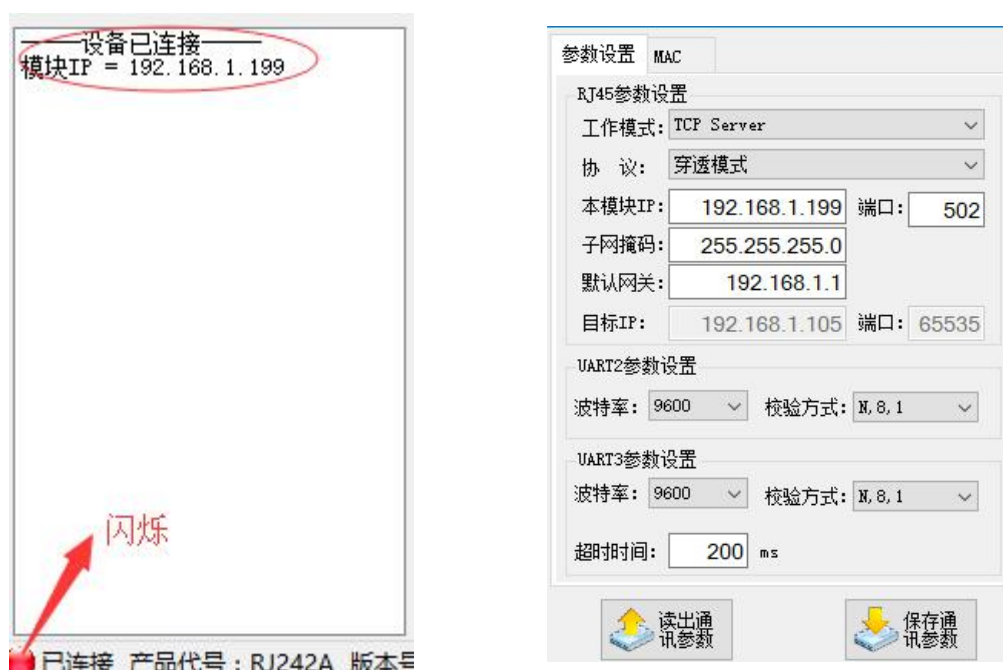 ———设备已连接———
模块IP = 192.168.1.199
闪烁
已连接 产品代号：RJ242A 版本号
参数设置 MAC
RJ45参数设置
工作模式：TCP Server
协 议：穿透模式
本模块IP：192.168.1.199 端口：502
子网掩码：255.255.255.0
默认网关：192.168.1.1
目标IP：192.168.1.105 端口：65535
UART2参数设置
波特率：9600 校验方式：N,8,1
UART3参数设置
波特率：9600 校验方式：N,8,1
超时时间：200 ms
读出通
讯参数
保存通
讯参数